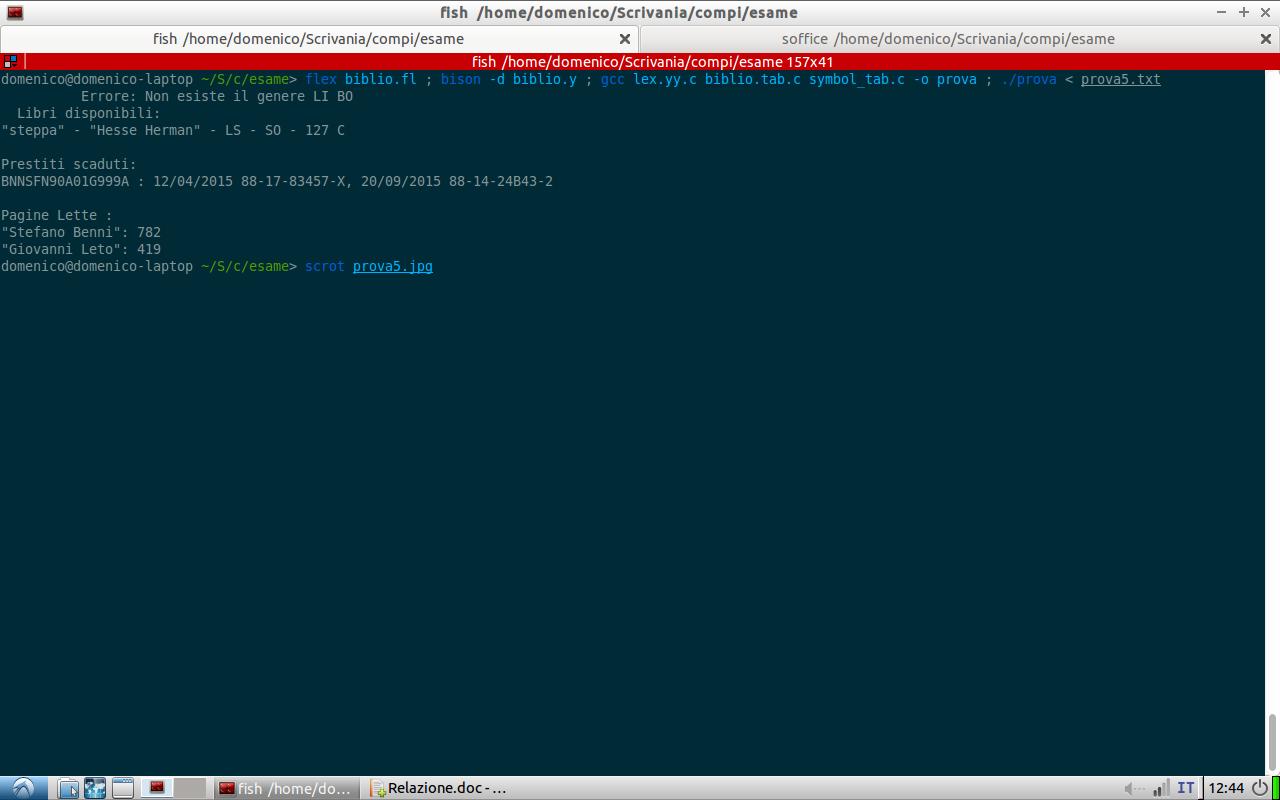 fish /home/domenico/Scrivania/compi/esame
fish /home/domenico/Scrivania/compi/esame
soffice /home/domenico/Scrivania/compi/esame
fish /home/domenico/Scrivania/compi/esame 157x41
domenico@domenico-laptop ~/S/c/esame> flex biblio.fl ; bison -d biblio.y ; gcc lex.yy.c biblio.tab.c symbol_tab.c -o prova ; ./prova < prova5.txt
Errore: Non esiste il genere LI BO
Libri disponibili:
"steppa" - "Hesse Herman" - LS - SO - 127 C
Prestiti scaduti:
BNNSFN90A01G999A : 12/04/2015 88-17-83457-X, 20/09/2015 88-14-24B43-2
Pagine Lette :
"Stefano Benni": 782
"Giovanni Leto": 419
domenico@domenico-laptop ~/S/c/esame> scrot prova5.jpg
fish /home/do...
Relazione.doc - ...
IT
12:44